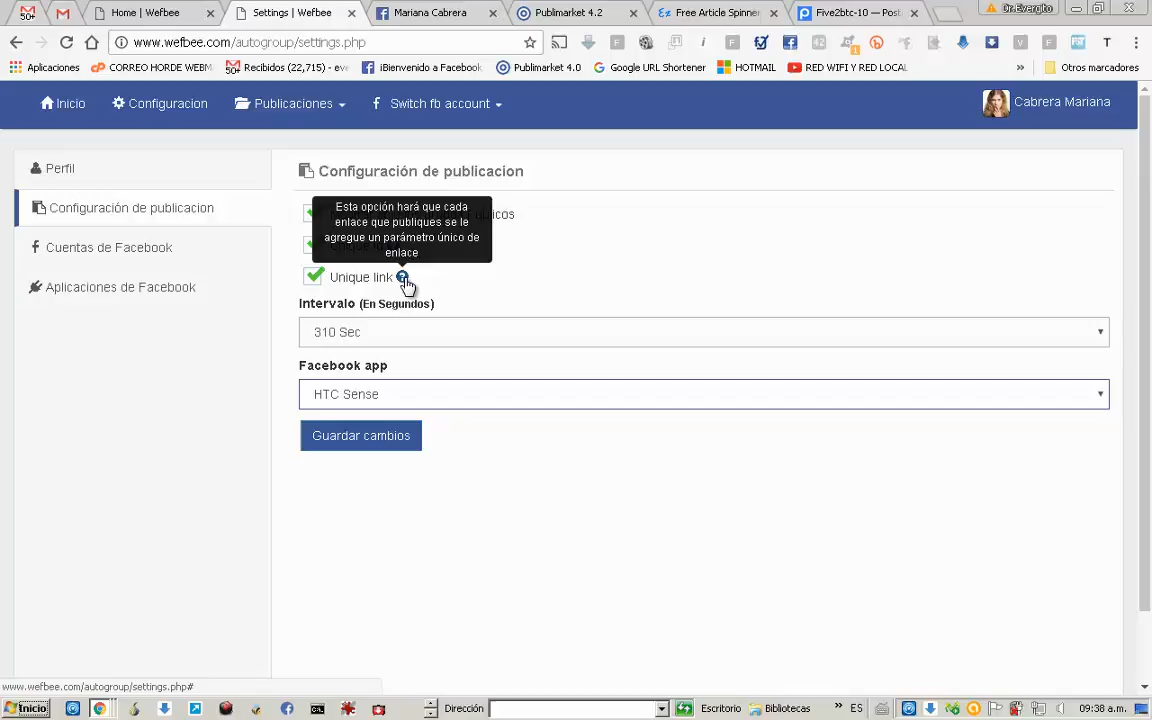 50+
Home | Wefbee
Settings | Wefbee
Mariana Cabrera
Publimarket 4.2
Free Article Spinner
Five2btc-10 — Post
Dr.Evergito
www.wefbee.com/autogroup/settings.php
Aplicaciones
CORREO HORDE WEBM
50+
Recibidos (22,715) - eve
iBienvenido a Facebook
Publimarket 4.0
Google URL Shortener
HOTMAIL
RED WIFI Y RED LOCAL
»
Otros marcadores
Inicio
Configuracion
Publicaciones
Switch fb account
Cabrera Mariana
Perfil
Configuración de publicacion
Cuentas de Facebook
Aplicaciones de Facebook
Configuración de publicacion
Esta opción hará que cada
enlace que publiques se le
agregue un parámetro único de
enlace
Unique link
Intervalo (En Segundos)
310 Sec
Facebook app
HTC Sense
Guardar cambios
www.wefbee.com/autogroup/settings.php#
Inicio
Dirección
Escritorio
Bibliotecas
»
ES
09:38 a.m.